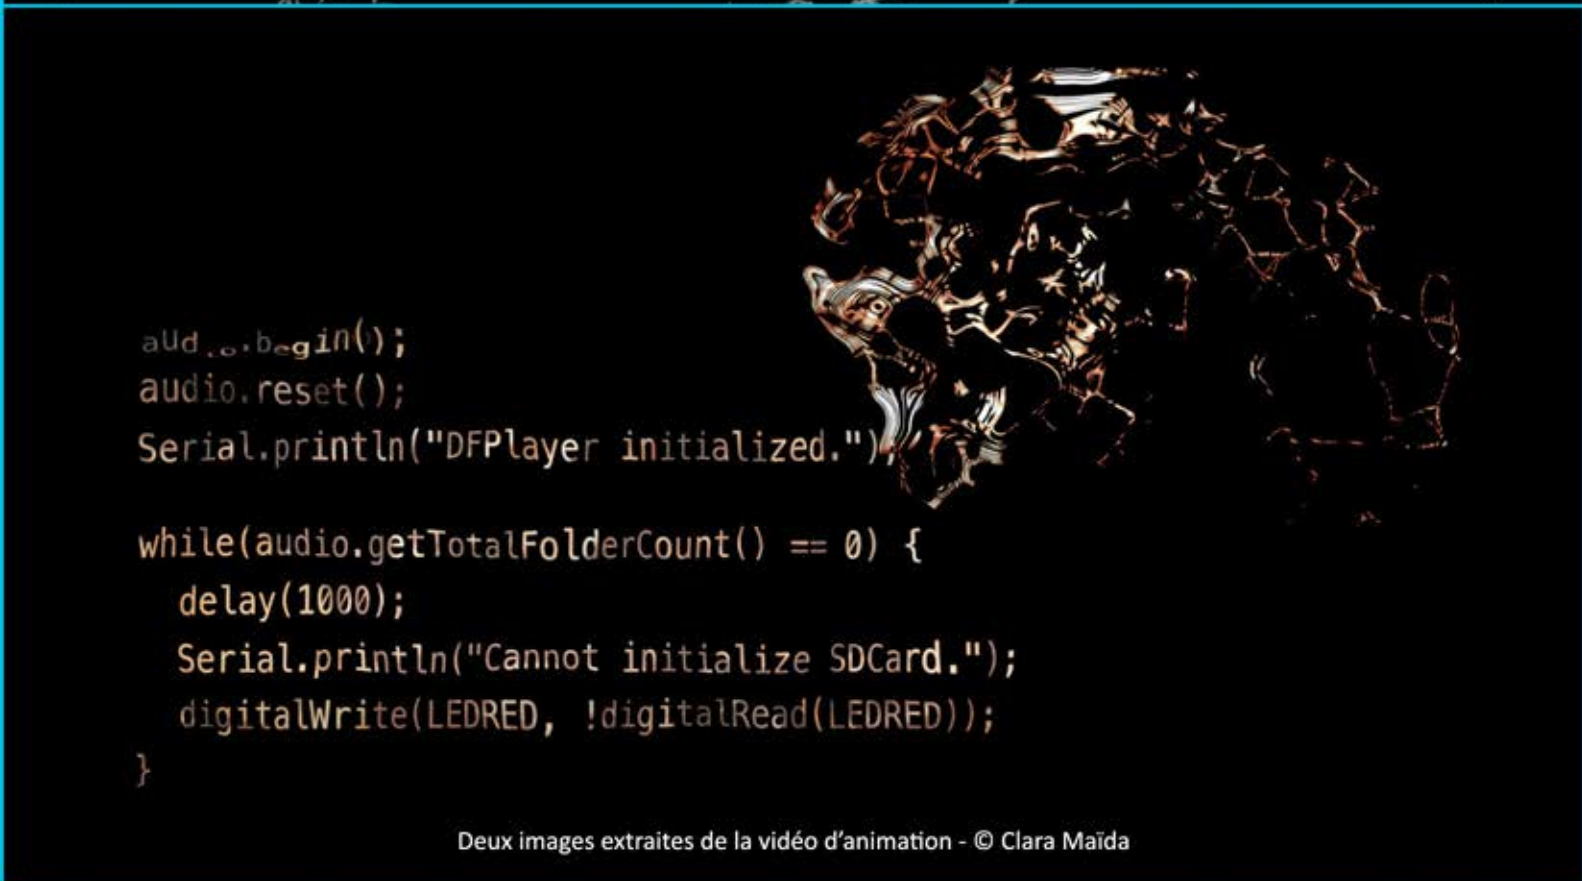 audio.begin();
audio.reset();
Serial.println("DFPlayer initialized.");
while(audio.getTotalFolderCount() == 0) {
delay(1000);
Serial.println("Cannot initialize SDCard.");
digitalWrite(LEDRED, !digitalRead(LEDRED));
}
Deux images extraites de la vidéo d'animation - © Clara Maïda